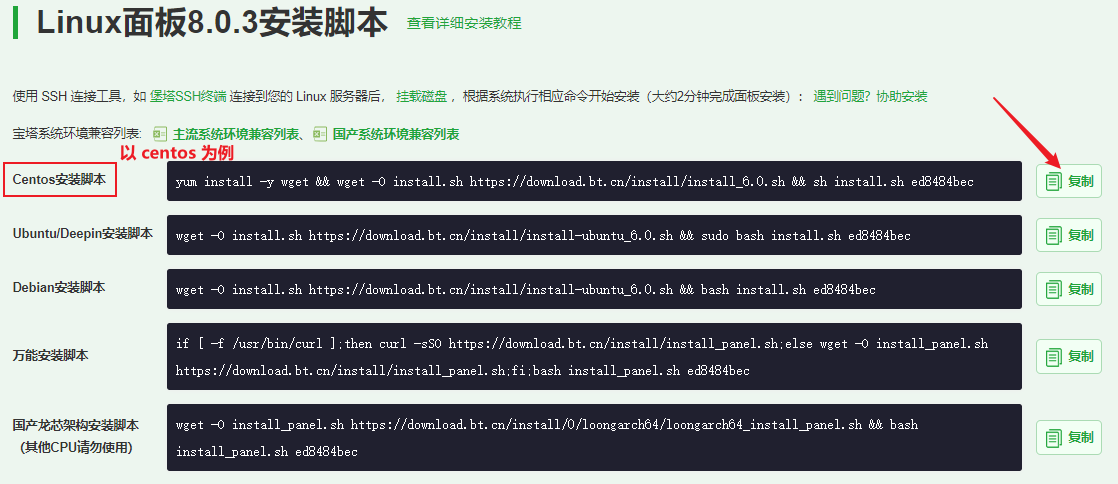 Linux面板8.0.3安装脚本 查看详细安装教程
使用 SSH 连接工具，如 堡塔SSH终端 连接到您的 Linux 服务器后， 挂载磁盘 ，根据系统执行相应命令开始安装（大约2分钟完成面板安装）： 遇到问题？协助安装
宝塔系统环境兼容列表: 主流系统环境兼容列表、 国产系统环境兼容列表
以 centos 为例
Centos安装脚本 yum install -y wget && wget -O install.sh https://download.bt.cn/install/install_6.0.sh && sh install.sh ed8484bec 复制
Ubuntu/Deepin安装脚本 wget -O install.sh https://download.bt.cn/install/install-ubuntu_6.0.sh && sudo bash install.sh ed8484bec 复制
Debian安装脚本 wget -O install.sh https://download.bt.cn/install/install-ubuntu_6.0.sh && bash install.sh ed8484bec 复制
万能安装脚本 if [ -f /usr/bin/curl ];then curl -sSO https://download.bt.cn/install/install_panel.sh;else wget -O install_panel.sh
https://download.bt.cn/install/install_panel.sh;fi;bash install_panel.sh ed8484bec 复制
国产龙芯架构安装脚本 wget -O install_panel.sh https://download.bt.cn/install/0/loongarch64/loongarch64_install_panel.sh && bash
(其他CPU请勿使用) install_panel.sh ed8484bec 复制